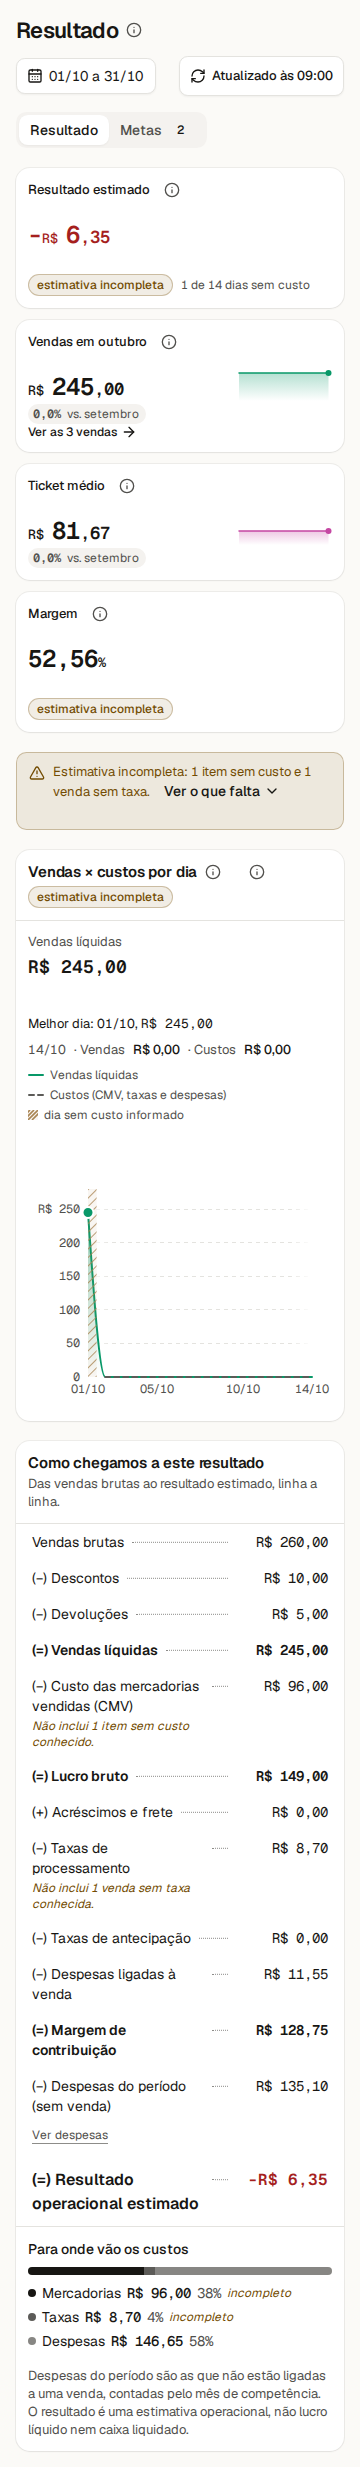 Resultado
01/10 a 31/10
Atualizado às 09:00
Resultado
Metas 2
Resultado estimado
-R$ 6,35
estimativa incompleta 1 de 14 dias sem custo
Vendas em outubro
R$ 245,00
0,0% vs. setembro
Ver as 3 vendas →
Ticket médio
R$ 81,67
0,0% vs. setembro
Margem
52,56%
estimativa incompleta
Estimativa incompleta: 1 item sem custo e 1
venda sem taxa. Ver o que falta
Vendas × custos por dia
estimativa incompleta
Vendas líquidas
R$ 245,00
Melhor dia: 01/10, R$ 245,00
14/10 · Vendas R$ 0,00 · Custos R$ 0,00
Vendas líquidas
Custos (CMV, taxas e despesas)
dia sem custo informado
R$ 250
200
150
100
50
0
01/10 05/10 10/10 14/10
Como chegamos a este resultado
Das vendas brutas ao resultado estimado, linha a
linha.
Vendas brutas R$ 260,00
(−) Descontos R$ 10,00
(−) Devoluções R$ 5,00
(=) Vendas líquidas R$ 245,00
(−) Custo das mercadorias R$ 96,00
vendidas (CMV)
Não inclui 1 item sem custo
conhecido.
(=) Lucro bruto R$ 149,00
(+) Acréscimos e frete R$ 0,00
(−) Taxas de R$ 8,70
processamento
Não inclui 1 venda sem taxa
conhecida.
(−) Taxas de antecipação R$ 0,00
(−) Despesas ligadas à R$ 11,55
venda
(=) Margem de R$ 128,75
contribuição
(−) Despesas do período R$ 135,10
(sem venda)
Ver despesas
(=) Resultado -R$ 6,35
operacional estimado
Para onde vão os custos
Mercadorias R$ 96,00 38% incompleto
Taxas R$ 8,70 4% incompleto
Despesas R$ 146,65 58%
Despesas do período são as que não estão ligadas
a uma venda, contadas pelo mês de competência.
O resultado é uma estimativa operacional, não lucro
líquido nem caixa liquidado.